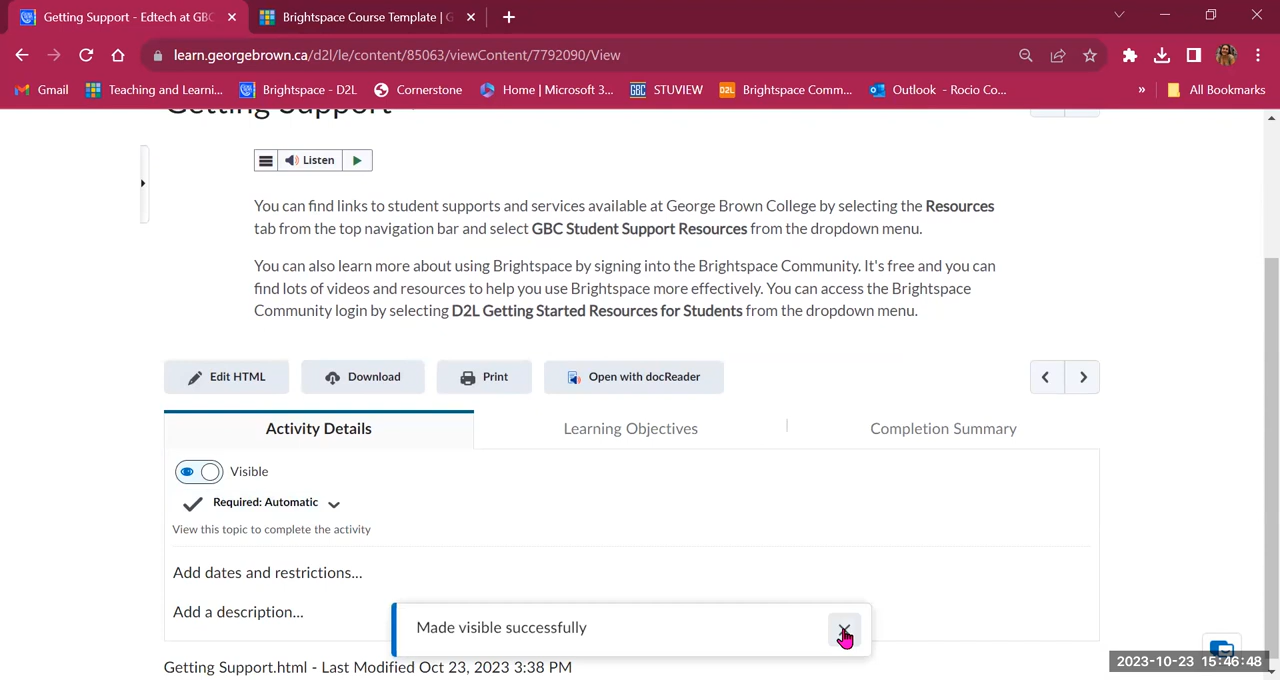 Getting Support - Edtech at GBC
Brightspace Course Template | G
learn.georgebrown.ca/d2l/le/content/85063/viewContent/7792090/View
Gmail
Teaching and Learni...
Brightspace - D2L
Cornerstone
Home | Microsoft 3...
GBC STUVIEW
D2L Brightspace Comm...
Outlook - Rocio Co...
»
All Bookmarks
Getting Support
Listen
You can find links to student supports and services available at George Brown College by selecting the Resources
tab from the top navigation bar and select GBC Student Support Resources from the dropdown menu.
You can also learn more about using Brightspace by signing into the Brightspace Community. It's free and you can
find lots of videos and resources to help you use Brightspace more effectively. You can access the Brightspace
Community login by selecting D2L Getting Started Resources for Students from the dropdown menu.
Edit HTML
Download
Print
Open with docReader
Activity Details
Learning Objectives
Completion Summary
Visible
Required: Automatic
View this topic to complete the activity
Add dates and restrictions...
Add a description...
Made visible successfully
Getting Support.html - Last Modified Oct 23, 2023 3:38 PM
2023-10-23 15:46:48